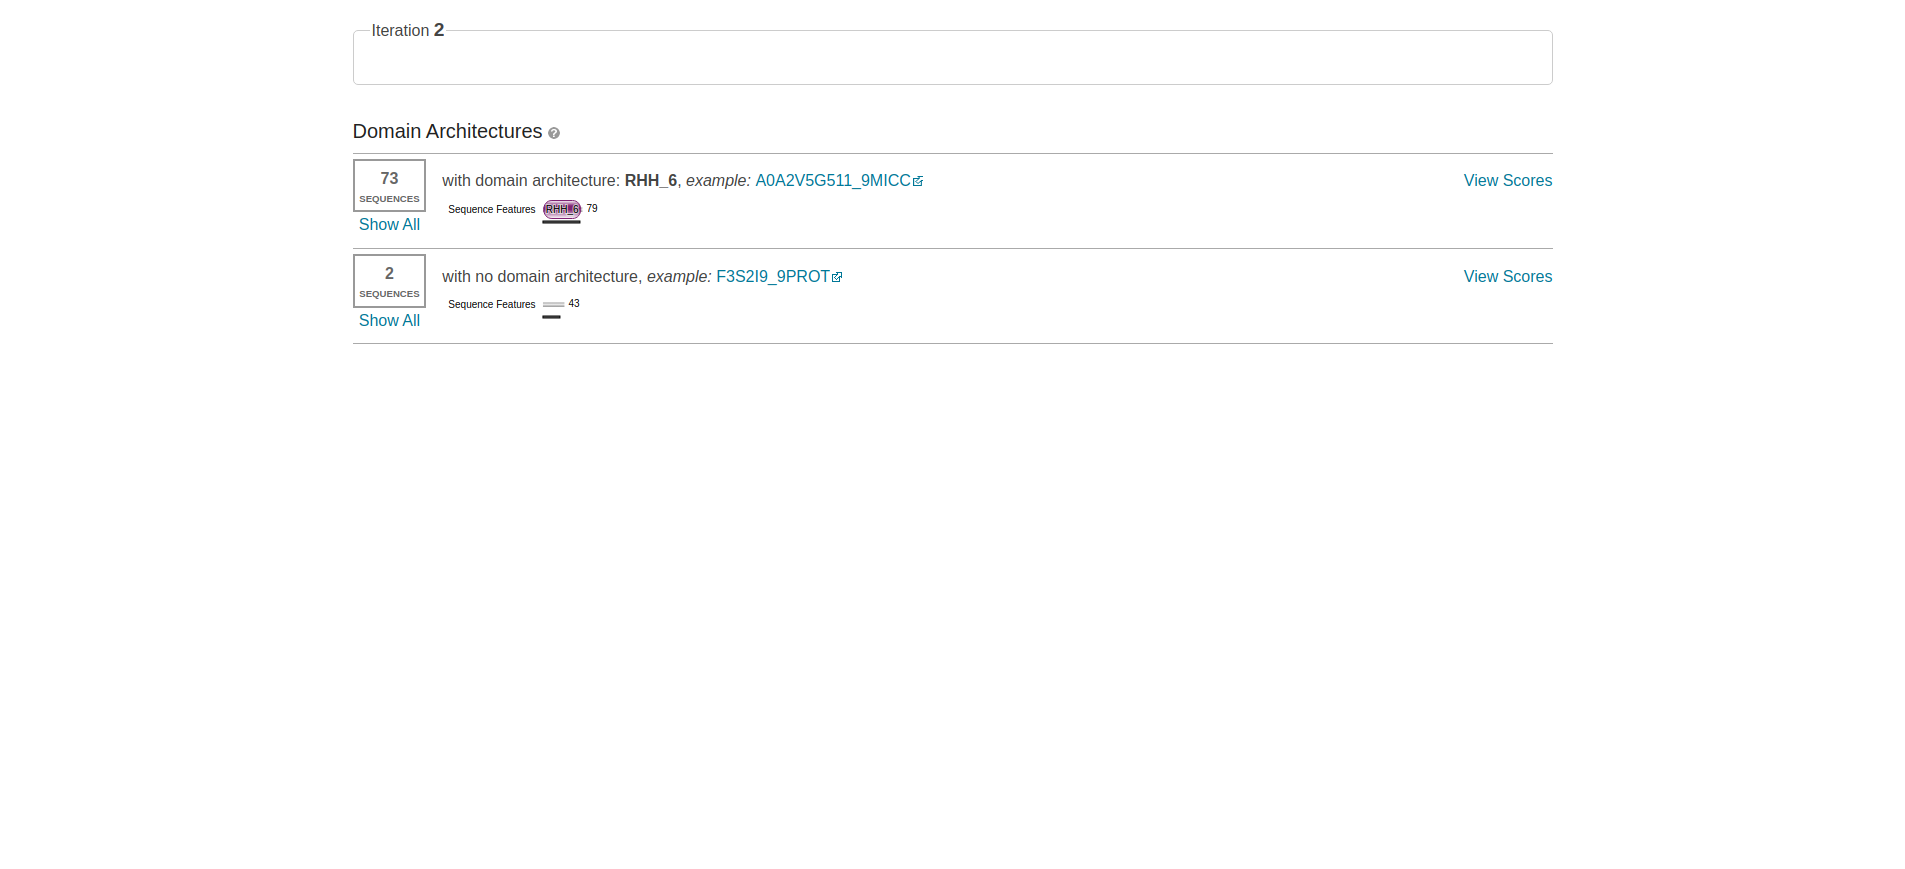 Iteration 2
Domain Architectures
73
SEQUENCES
Show All
with domain architecture: RHH_6, example: A0A2V5G511_9MICC
View Scores
Sequence Features RHH_6 79
2
SEQUENCES
Show All
with no domain architecture, example: F3S2I9_9PROT
View Scores
Sequence Features 43